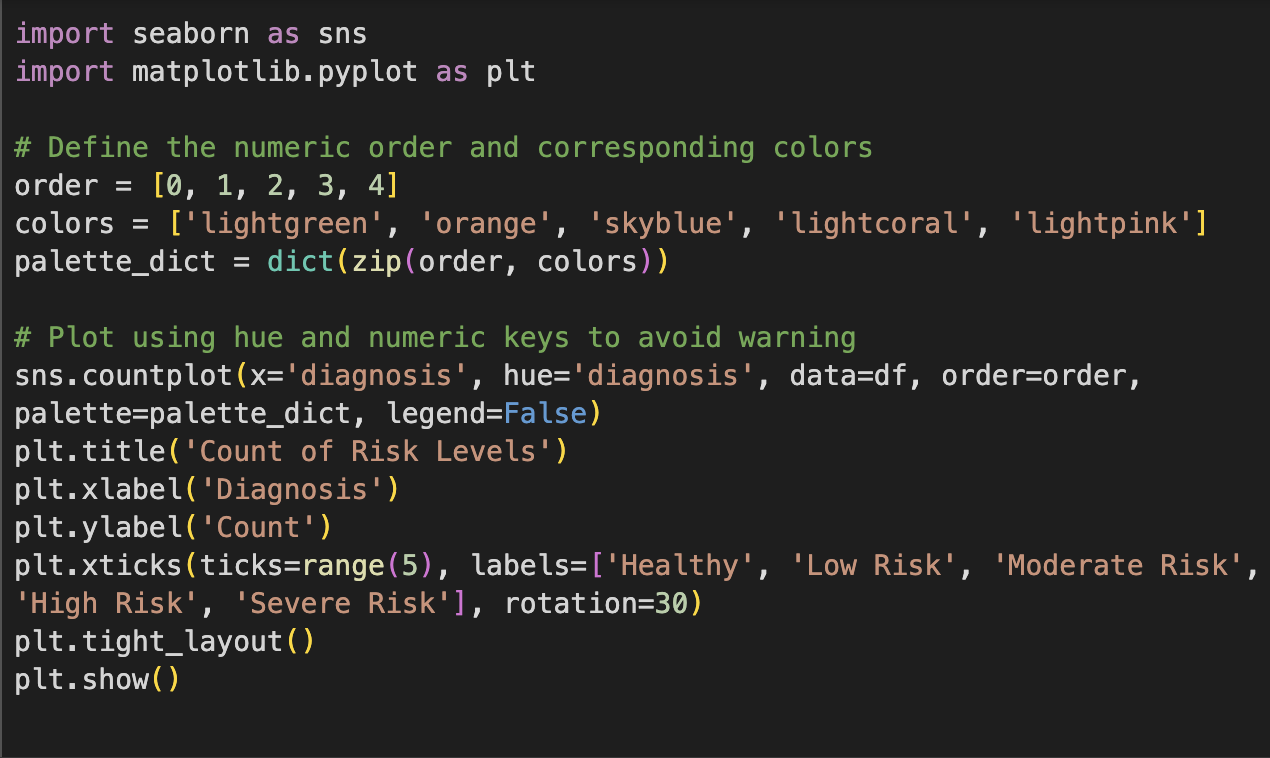 import seaborn as sns
import matplotlib.pyplot as plt
# Define the numeric order and corresponding colors
order = [0, 1, 2, 3, 4]
colors = ['lightgreen', 'orange', 'skyblue', 'lightcoral', 'lightpink']
palette_dict = dict(zip(order, colors))
# Plot using hue and numeric keys to avoid warning
sns.countplot(x='diagnosis', hue='diagnosis', data=df, order=order,
palette=palette_dict, legend=False)
plt.title('Count of Risk Levels')
plt.xlabel('Diagnosis')
plt.ylabel('Count')
plt.xticks(ticks=range(5), labels=['Healthy', 'Low Risk', 'Moderate Risk',
'High Risk', 'Severe Risk'], rotation=30)
plt.tight_layout()
plt.show()